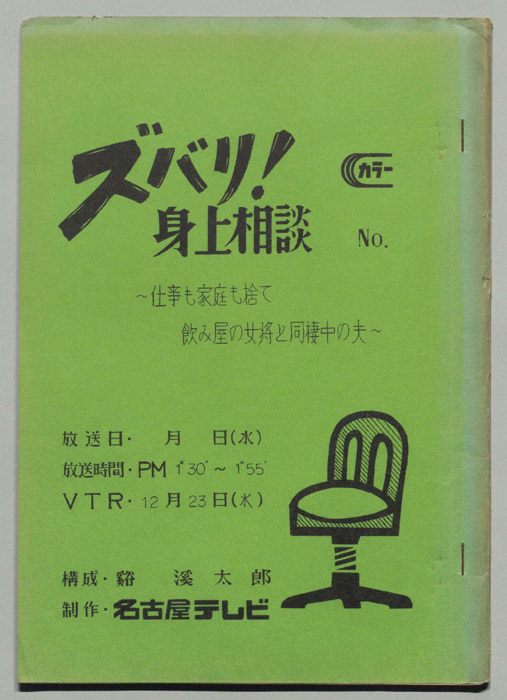 ズバリ!
カラー
身上相談 No.
~仕事も家庭も捨て
飲み屋の女将と同棲中の夫~
放送日・ 月 日(水)
放送時間・PM 1°30′~1°55′
VTR・12月23日(水)
構成・谿 溪太郎
制作・名古屋テレビ